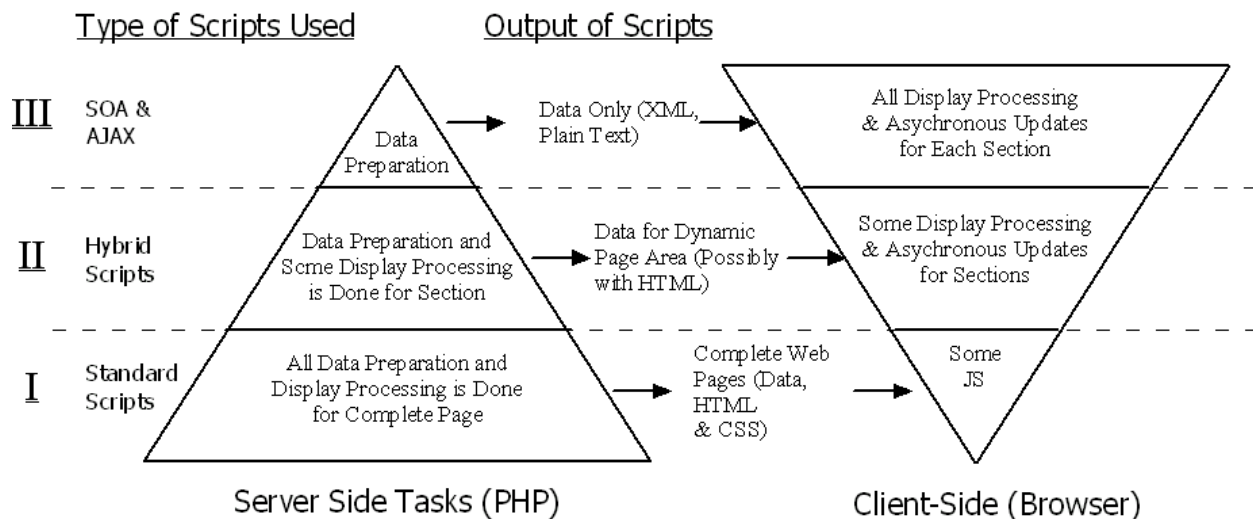 Type of Scripts Used
Output of Scripts
III
SOA &
AJAX
Data
Preparation
Data Only (XML,
Plain Text)
All Display Processing
& Asychronous Updates
for Each Section
II
Hybrid
Scripts
Data Preparation and
Scme Display Processing
is Done for Section
Data for Dynamic
Page Area (Possibly
with HTML)
Some Display Processing
& Asychronous Updates
for Sections
I
Standard
Scripts
All Data Preparation and
Display Processing is Done
for Complete Page
Complete Web
Pages (Data,
HTML
& CSS)
Some
JS
Server Side Tasks (PHP)
Client-Side (Browser)